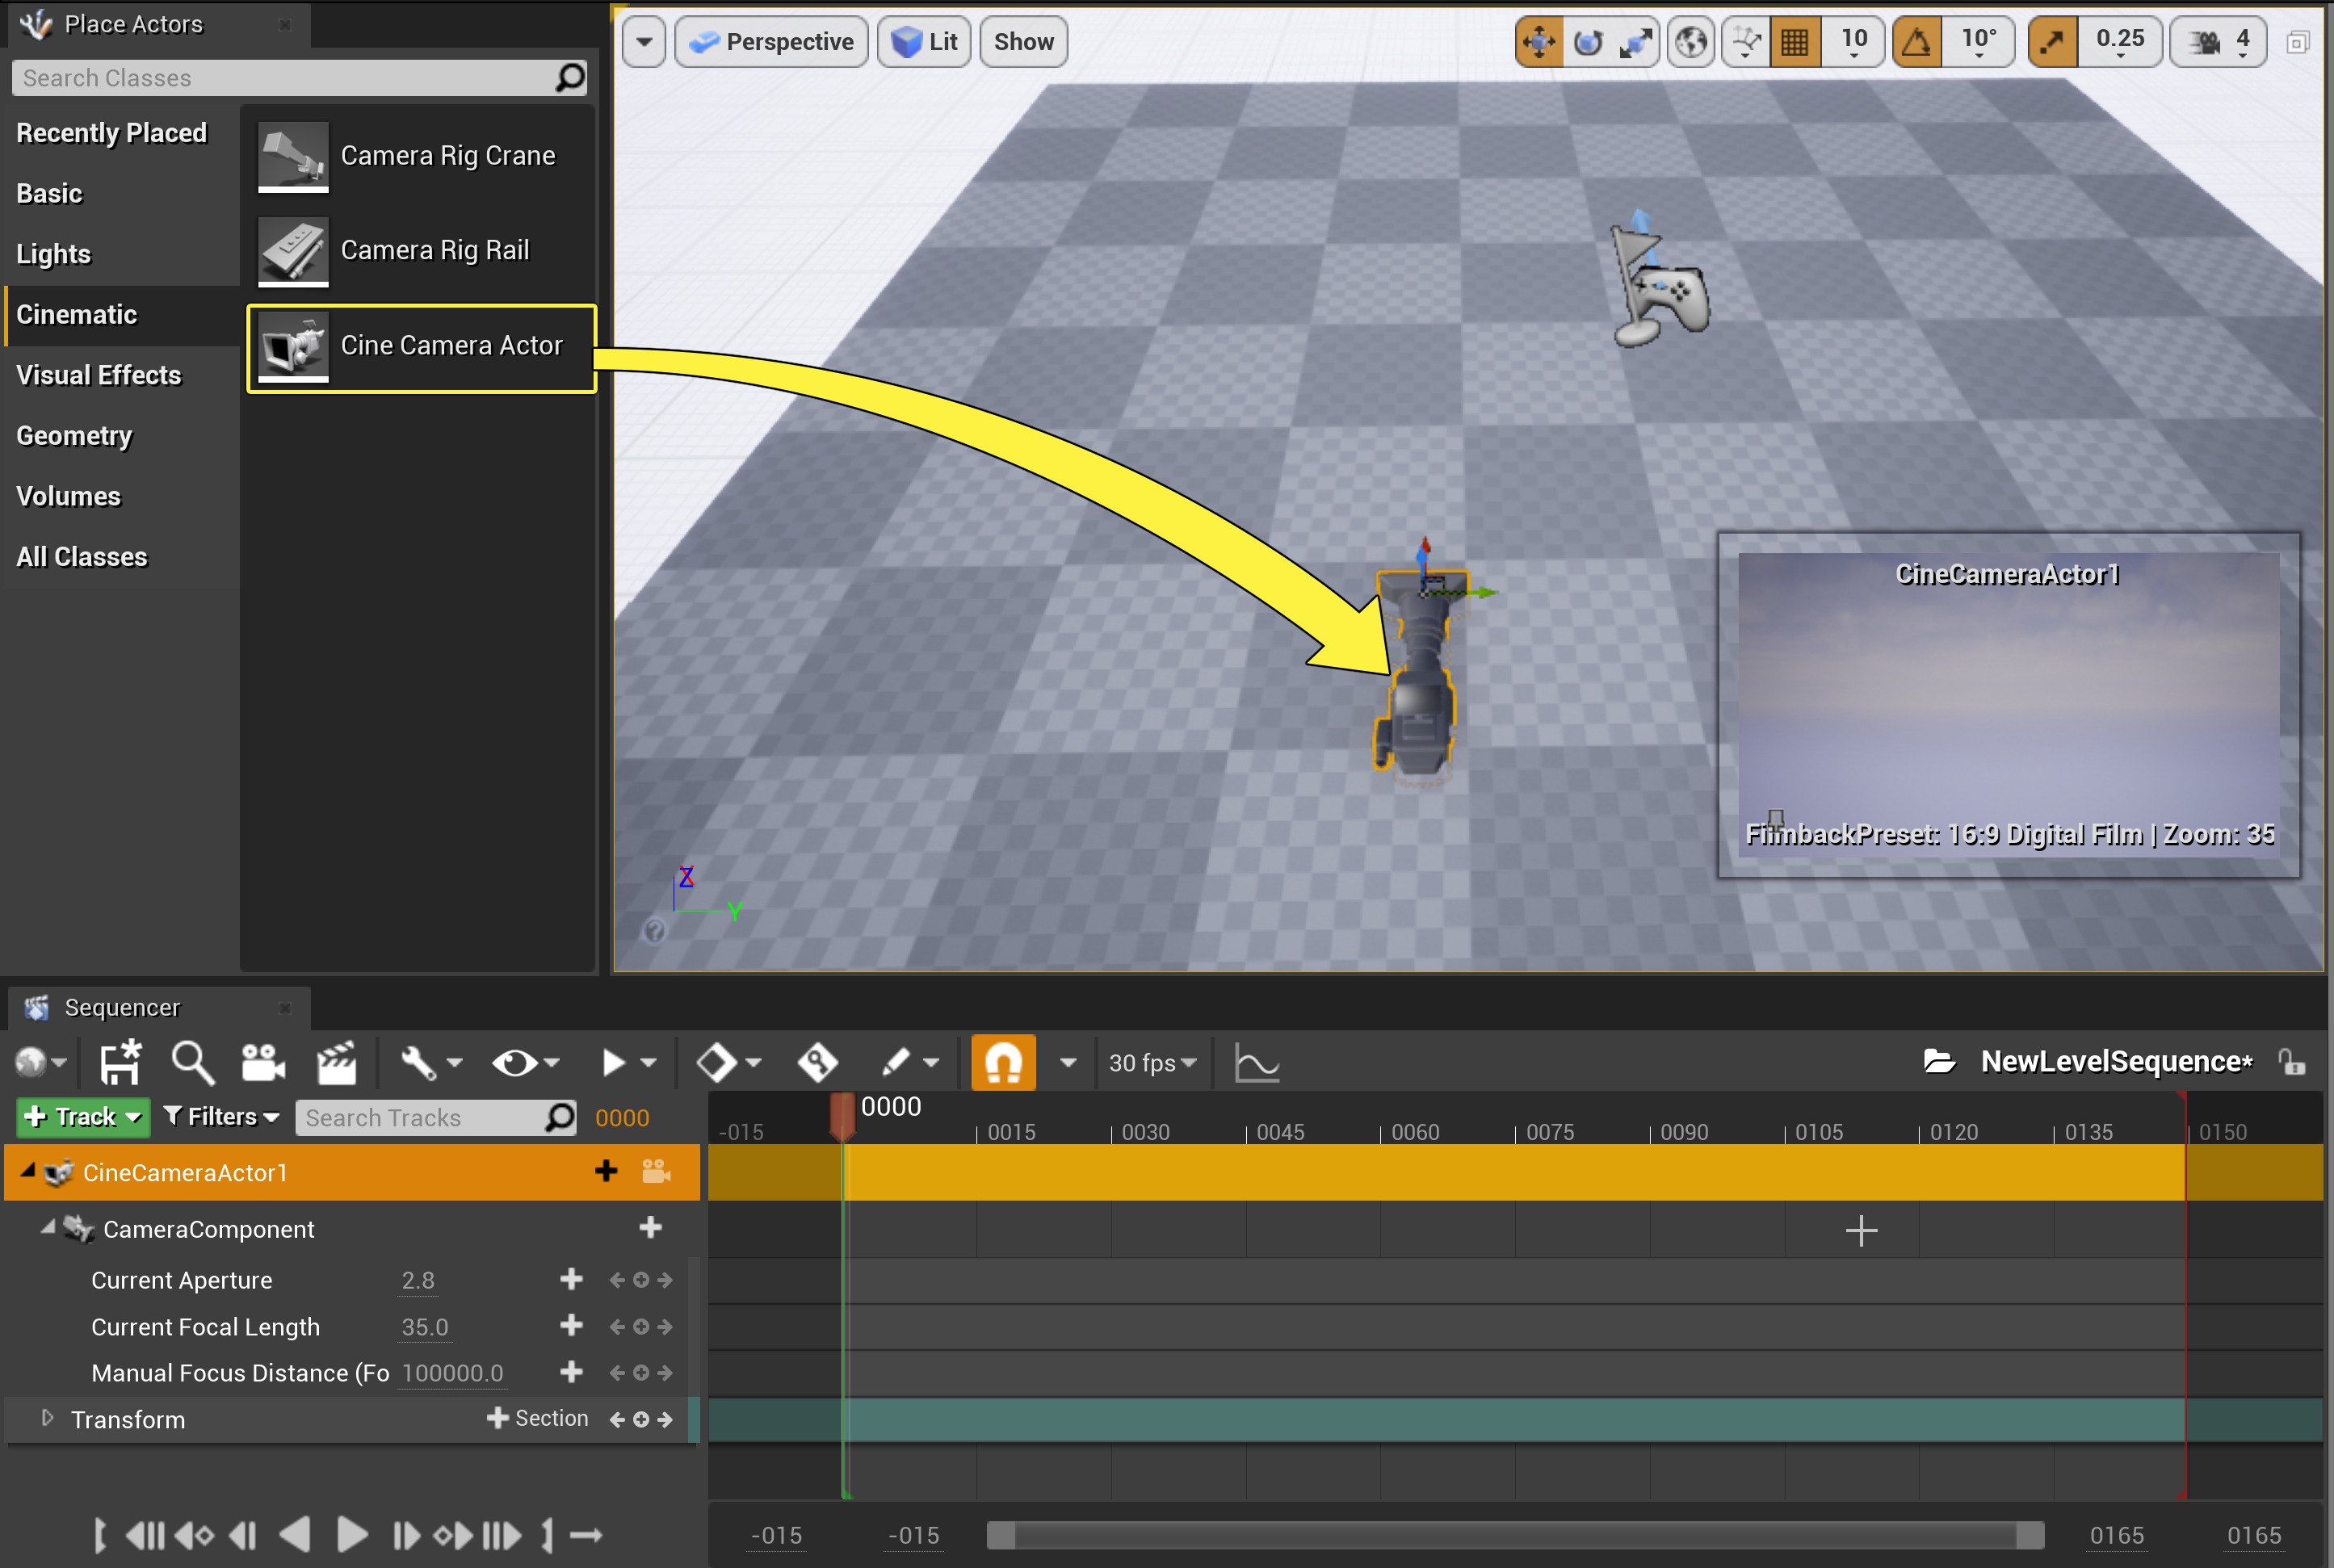 Place Actors
Perspective
Lit
Show
10
10°
0.25
4
Search Classes
Recently Placed
Basic
Lights
Cinematic
Visual Effects
Geometry
Volumes
All Classes
Camera Rig Crane
Camera Rig Rail
Cine Camera Actor
CineCameraActor1
FilmbackPreset: 16:9 Digital Film | Zoom: 35
Z
Y
Sequencer
30 fps
NewLevelSequence*
Track
Filters
Search Tracks
0000
0000
-015
0015
0030
0045
0060
0075
0090
0105
0120
0135
0150
CineCameraActor1
CameraComponent
Current Aperture 2.8
Current Focal Length 35.0
Manual Focus Distance (Fo 100000.0
Transform
Section
-015
-015
0165
0165